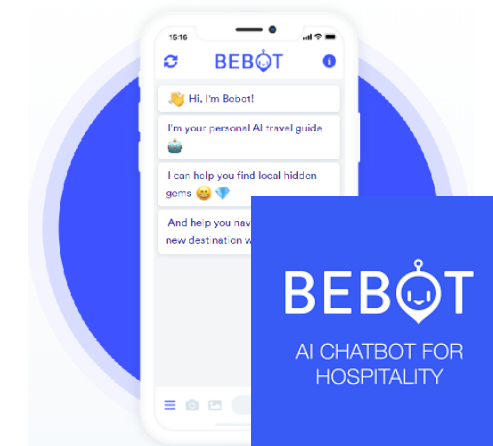 15:16
BEBOT
i
Hi, I'm Bebot!
I'm your personal AI travel guide
I can help you find local hidden
gems
And help you nav
new destination w
BEBOT
AI CHATBOT FOR
HOSPITALITY